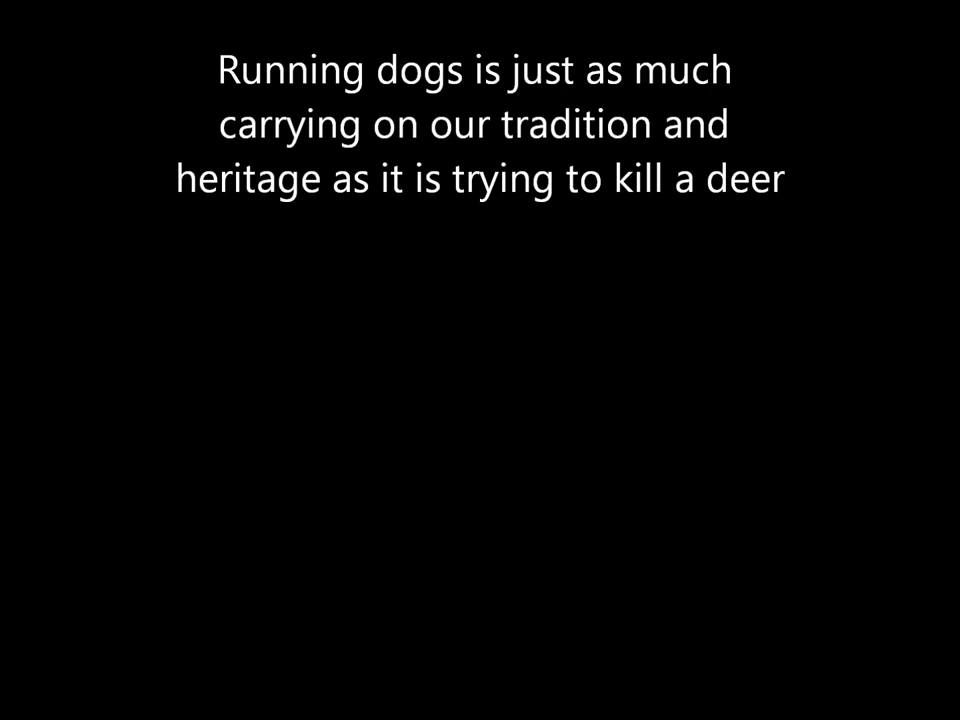 Running dogs is just as much
carrying on our tradition and
heritage as it is trying to kill a deer